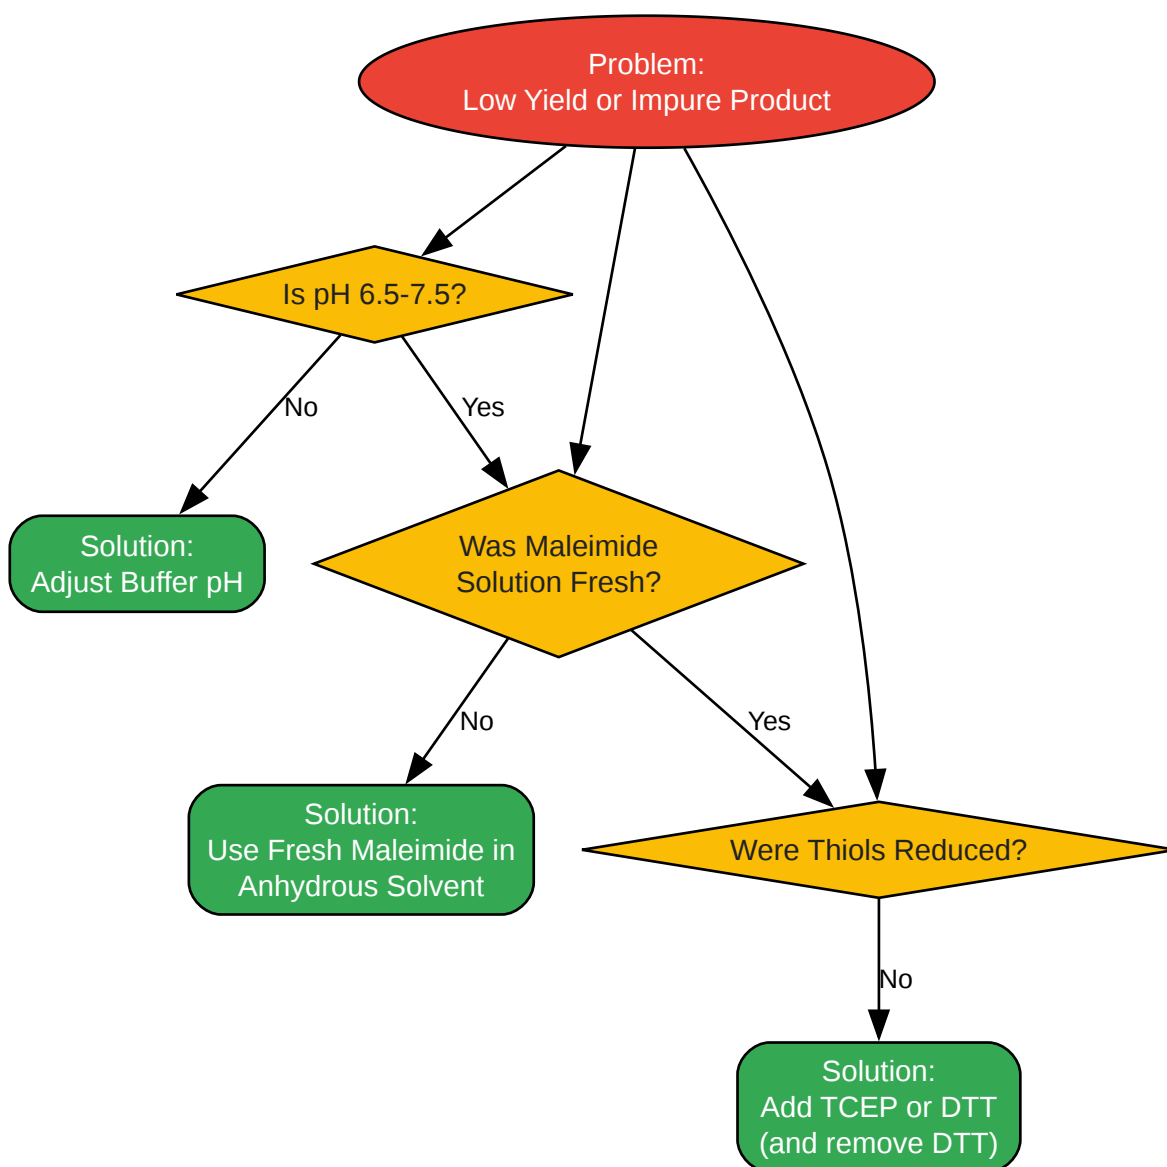 Problem:
Low Yield or Impure Product
Is pH 6.5-7.5?
No
Yes
Solution:
Adjust Buffer pH
Was Maleimide
Solution Fresh?
No
Yes
Solution:
Use Fresh Maleimide in
Anhydrous Solvent
Were Thiols Reduced?
No
Solution:
Add TCEP or DTT
(and remove DTT)